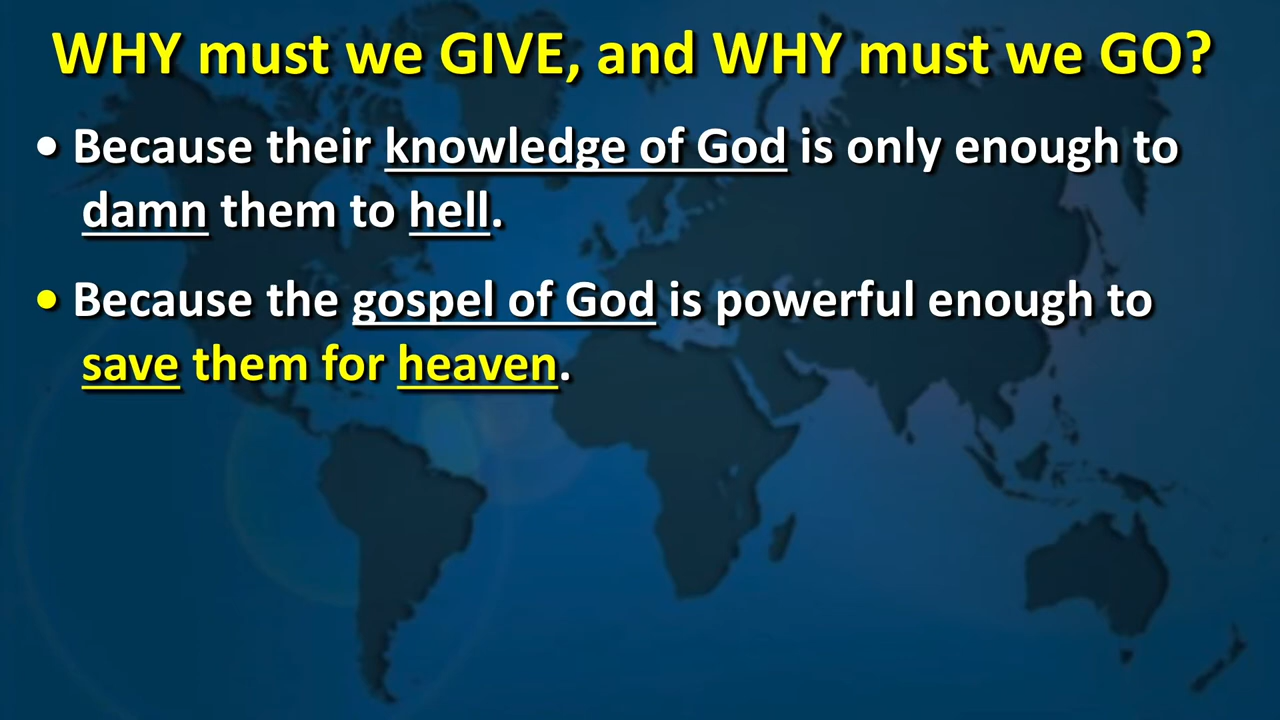 WHY must we GIVE, and WHY must we GO?
• Because their knowledge of God is only enough to
damn them to hell.
• Because the gospel of God is powerful enough to
save them for heaven.